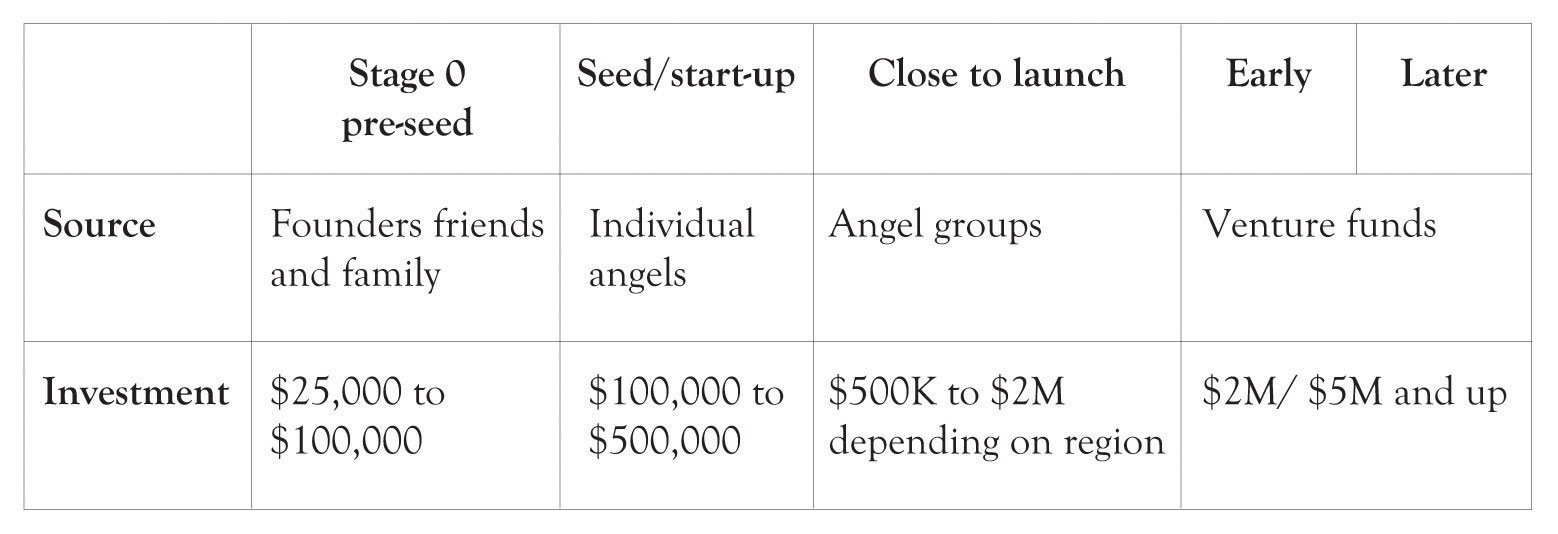 Stage 0
pre-seed
Seed/start-up
Close to launch
Early
Later
Source
Founders friends
and family
Individual
angels
Angel groups
Venture funds
Investment
$25,000 to
$100,000
$100,000 to
$500,000
$500K to $2M
depending on region
$2M/ $5M and up